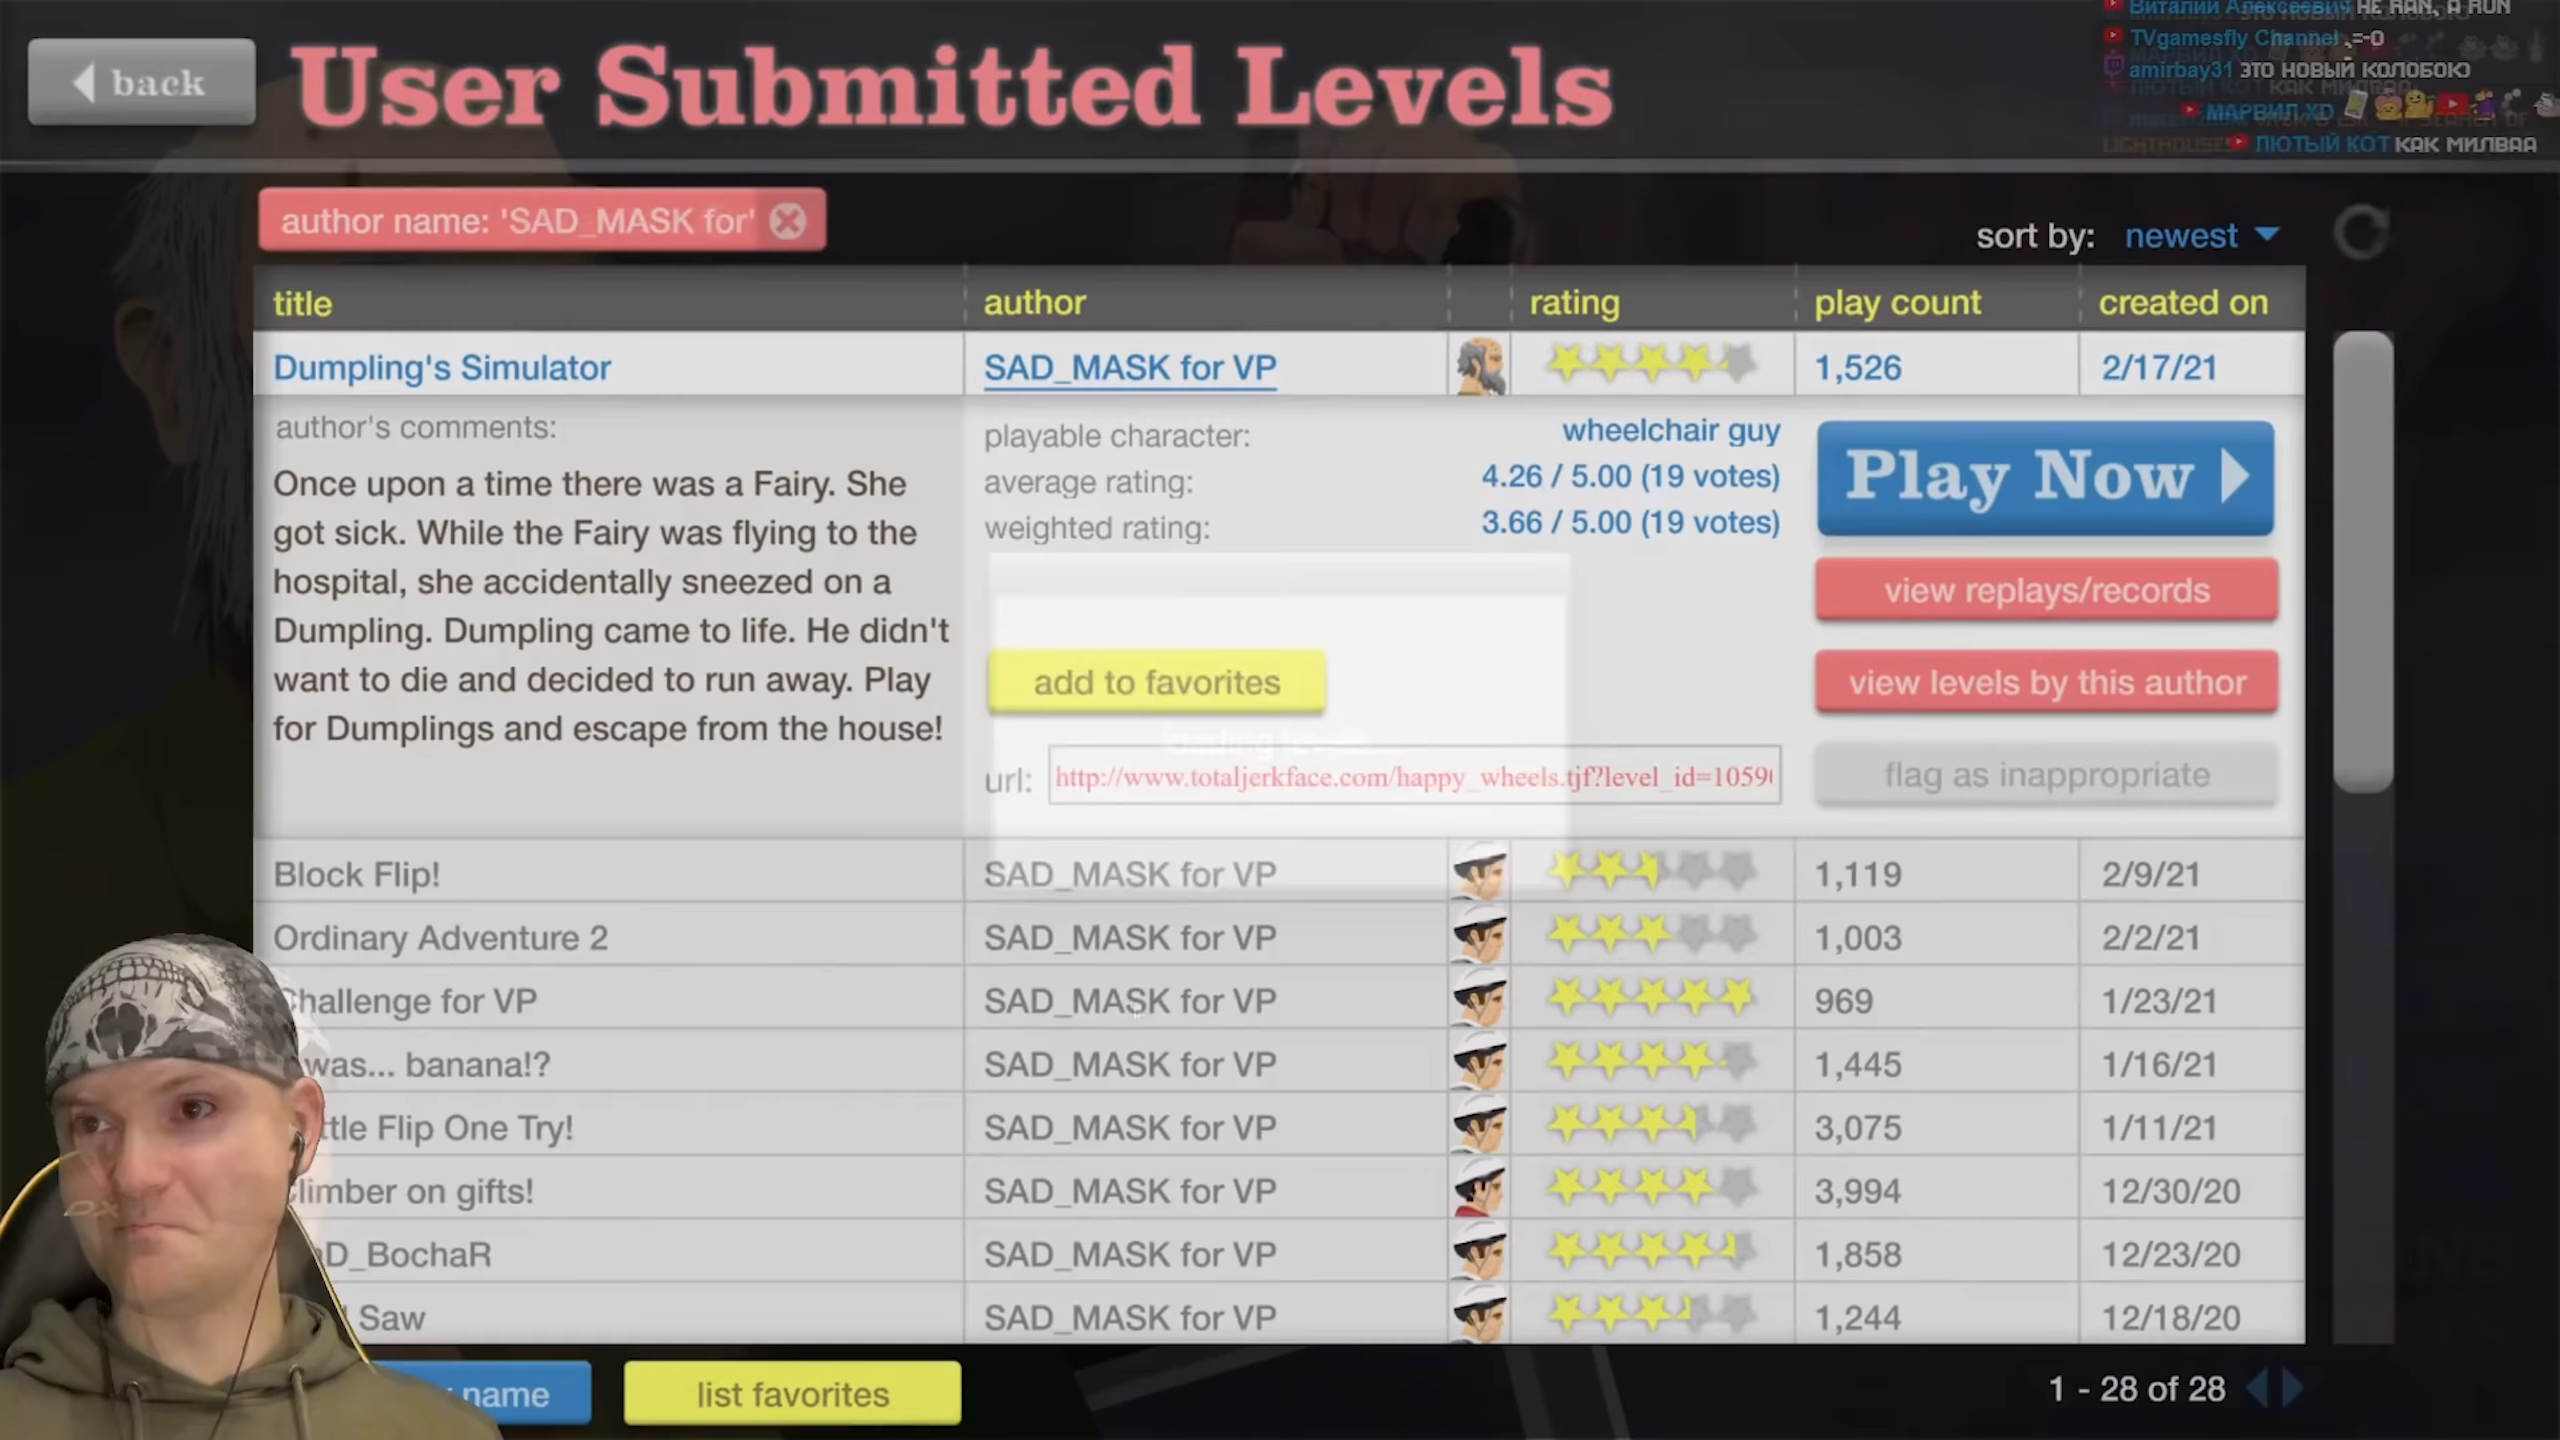 Виталий Алексеевич HE RAN, A RUN
TVgamesfly Channel ,=-O
amirbay31 ЭТО НОВЫЙ КОЛОБОК)
МАРВИЛ XD
ЛЮТЫЙ КОТ КАК МИЛВАА
back
User Submitted Levels
author name: 'SAD_MASK for'
sort by: newest
title author rating play count created on
Dumpling's Simulator SAD_MASK for VP 1,526 2/17/21
author's comments:
Once upon a time there was a Fairy. She
got sick. While the Fairy was flying to the
hospital, she accidentally sneezed on a
Dumpling. Dumpling came to life. He didn't
want to die and decided to run away. Play
for Dumplings and escape from the house!
playable character: wheelchair guy
average rating: 4.26 / 5.00 (19 votes)
weighted rating: 3.66 / 5.00 (19 votes)
add to favorites
url: http://www.totaljerkface.com/happy_wheels.tjf?level_id=1059
Play Now
view replays/records
view levels by this author
flag as inappropriate
Block Flip! SAD_MASK for VP 1,119 2/9/21
Ordinary Adventure 2 SAD_MASK for VP 1,003 2/2/21
Challenge for VP SAD_MASK for VP 969 1/23/21
was... banana!? SAD_MASK for VP 1,445 1/16/21
ttle Flip One Try! SAD_MASK for VP 3,075 1/11/21
Climber on gifts! SAD_MASK for VP 3,994 12/30/20
D_BochaR SAD_MASK for VP 1,858 12/23/20
Saw SAD_MASK for VP 1,244 12/18/20
name
list favorites
1 - 28 of 28